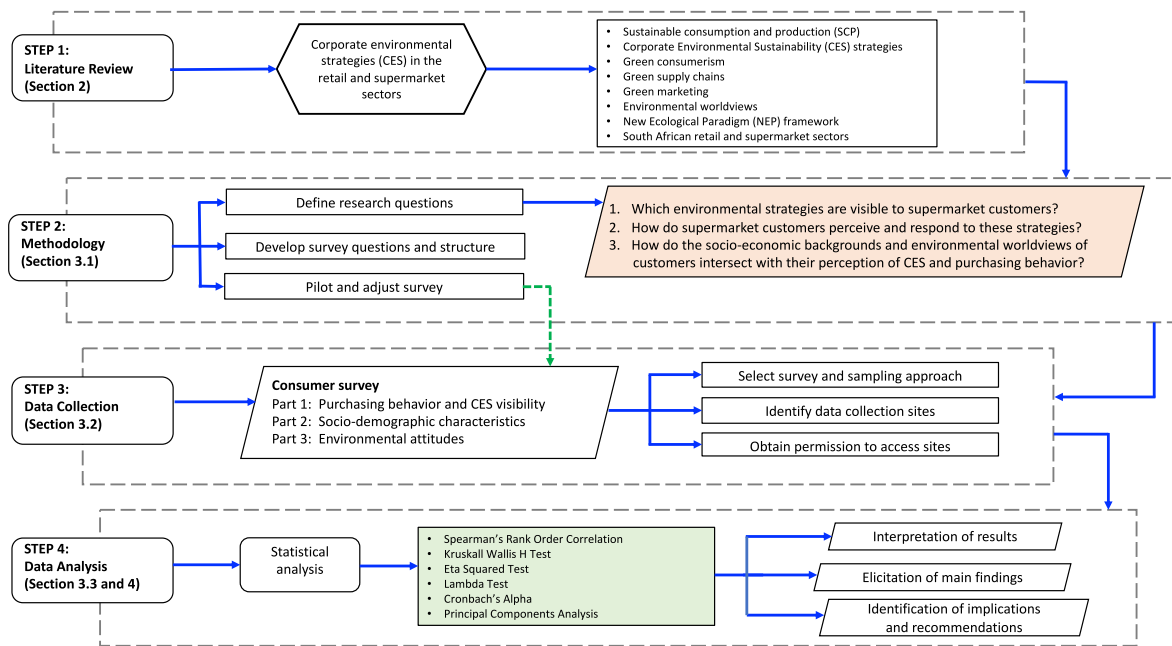 STEP 1:
Literature Review
(Section 2)
Corporate environmental
strategies (CES) in the
retail and supermarket
sectors
• Sustainable consumption and production (SCP)
• Corporate Environmental Sustainability (CES) strategies
• Green consumerism
• Green supply chains
• Green marketing
• Environmental worldviews
• New Ecological Paradigm (NEP) framework
• South African retail and supermarket sectors
STEP 2:
Methodology
(Section 3.1)
Define research questions
Develop survey questions and structure
Pilot and adjust survey
1. Which environmental strategies are visible to supermarket customers?
2. How do supermarket customers perceive and respond to these strategies?
3. How do the socio-economic backgrounds and environmental worldviews of
customers intersect with their perception of CES and purchasing behavior?
STEP 3:
Data Collection
(Section 3.2)
Consumer survey
Part 1: Purchasing behavior and CES visibility
Part 2: Socio-demographic characteristics
Part 3: Environmental attitudes
Select survey and sampling approach
Identify data collection sites
Obtain permission to access sites
STEP 4:
Data Analysis
(Section 3.3 and 4)
Statistical
analysis
• Spearman's Rank Order Correlation
• Kruskall Wallis H Test
• Eta Squared Test
• Lambda Test
• Cronbach's Alpha
• Principal Components Analysis
Interpretation of results
Elicitation of main findings
Identification of implications
and recommendations